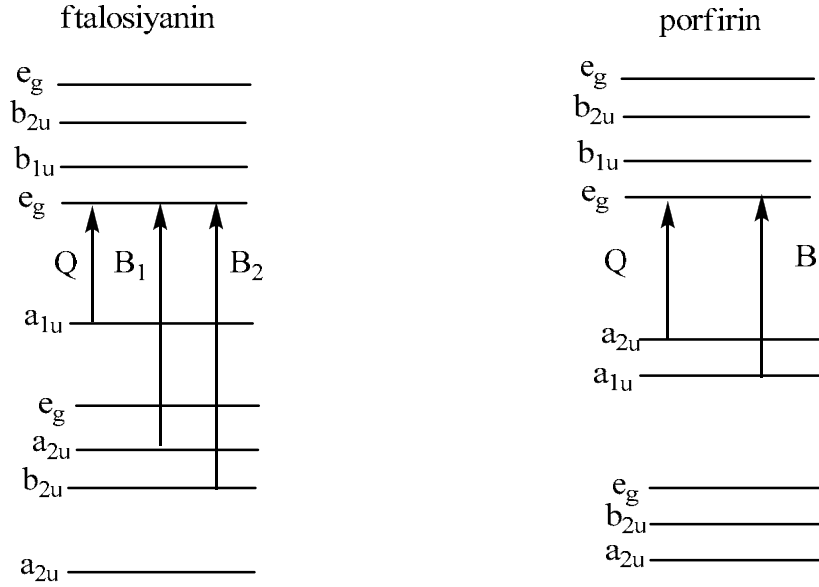 ftalosiyanin
e_g
b_2u
b_1u
e_g
Q B_1 B_2
a_1u
e_g
a_2u
b_2u
a_2u
porfirin
e_g
b_2u
b_1u
e_g
Q B
a_2u
a_1u
e_g
b_2u
a_2u